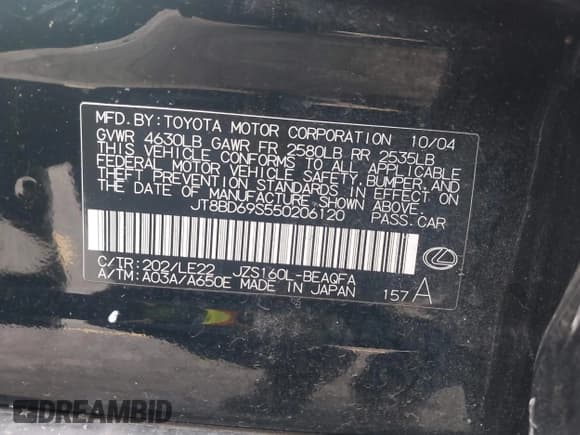 MFD. BY: TOYOTA MOTOR CORPORATION 10/04
GVWR 4630LB GAWR FR 2580LB RR 2535LB
THIS VEHICLE CONFORMS TO ALL APPLICABLE
FEDERAL MOTOR VEHICLE SAFETY, BUMPER, AND
THEFT PREVENTION STANDARDS IN EFFECT ON
THE DATE OF MANUFACTURE SHOWN ABOVE.
JT8BD69S550206120 PASS. CAR
C/TR: 202/LE22 JZS160L-BEAQFA
A/TM: A03A/A650E MADE IN JAPAN 157 A
DREAMBID